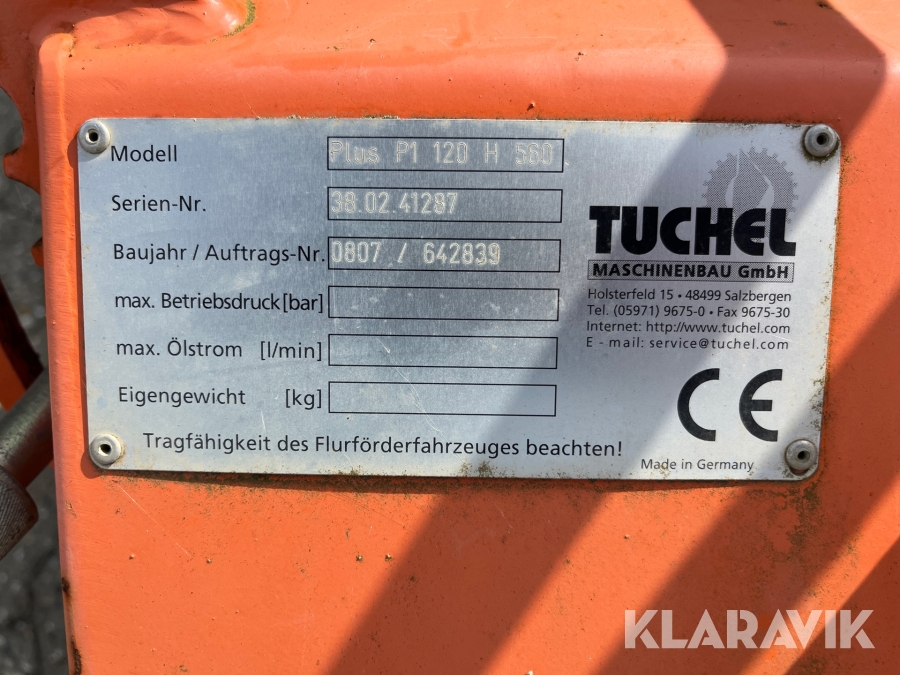 Modell Plus P1 120 H 560
Serien-Nr. 38.02.41287
Baujahr / Auftrags-Nr. 0807 / 642839
max. Betriebsdruck [bar]
max. Ölstrom [l/min]
Eigengewicht [kg]
Tragfähigkeit des Flurförderfahrzeuges beachten!
TUCHEL
MASCHINENBAU GmbH
Holsterfeld 15 • 48499 Salzbergen
Tel. (05971) 9675-0 • Fax 9675-30
Internet: http://www.tuchel.com
E - mail: service@tuchel.com
CE
Made in Germany
KLARAVIK